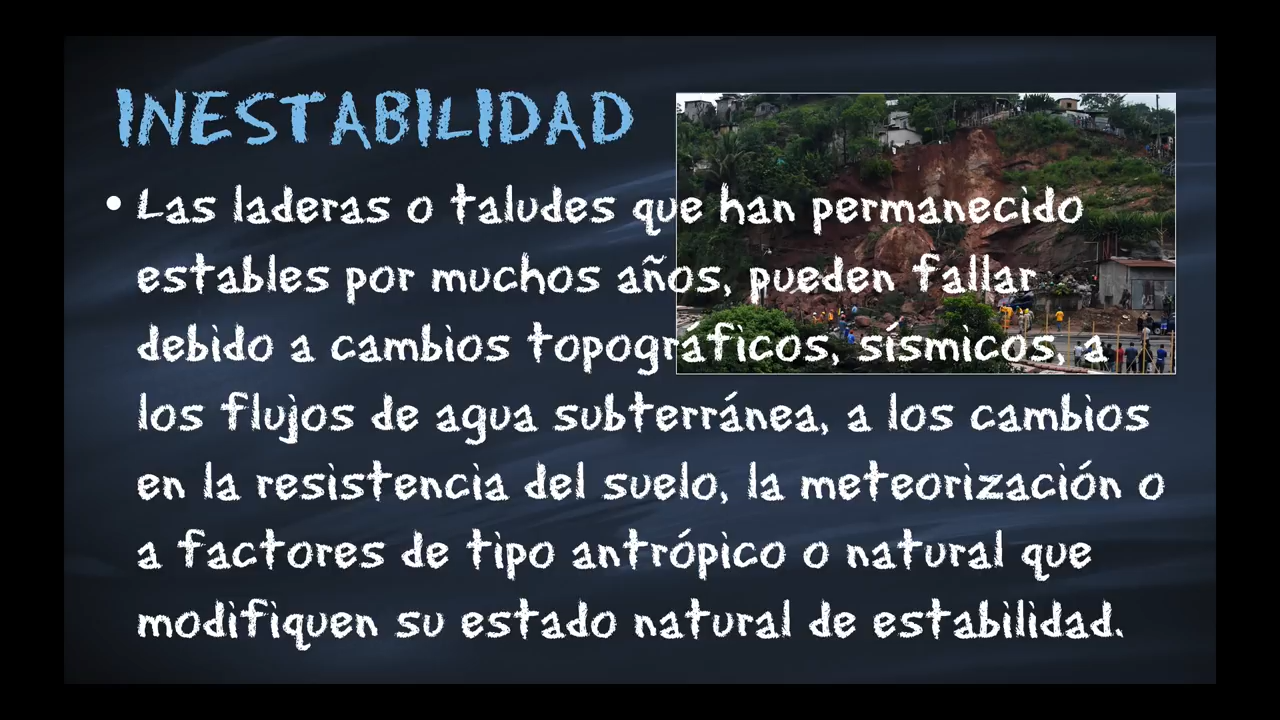 INESTABILIDAD
• Las laderas o taludes que han permanecido
estables por muchos años, pueden fallar
debido a cambios topográficos, sísmicos, a
los flujos de agua subterránea, a los cambios
en la resistencia del suelo, la meteorización o
a factores de tipo antrópico o natural que
modifiquen su estado natural de estabilidad.